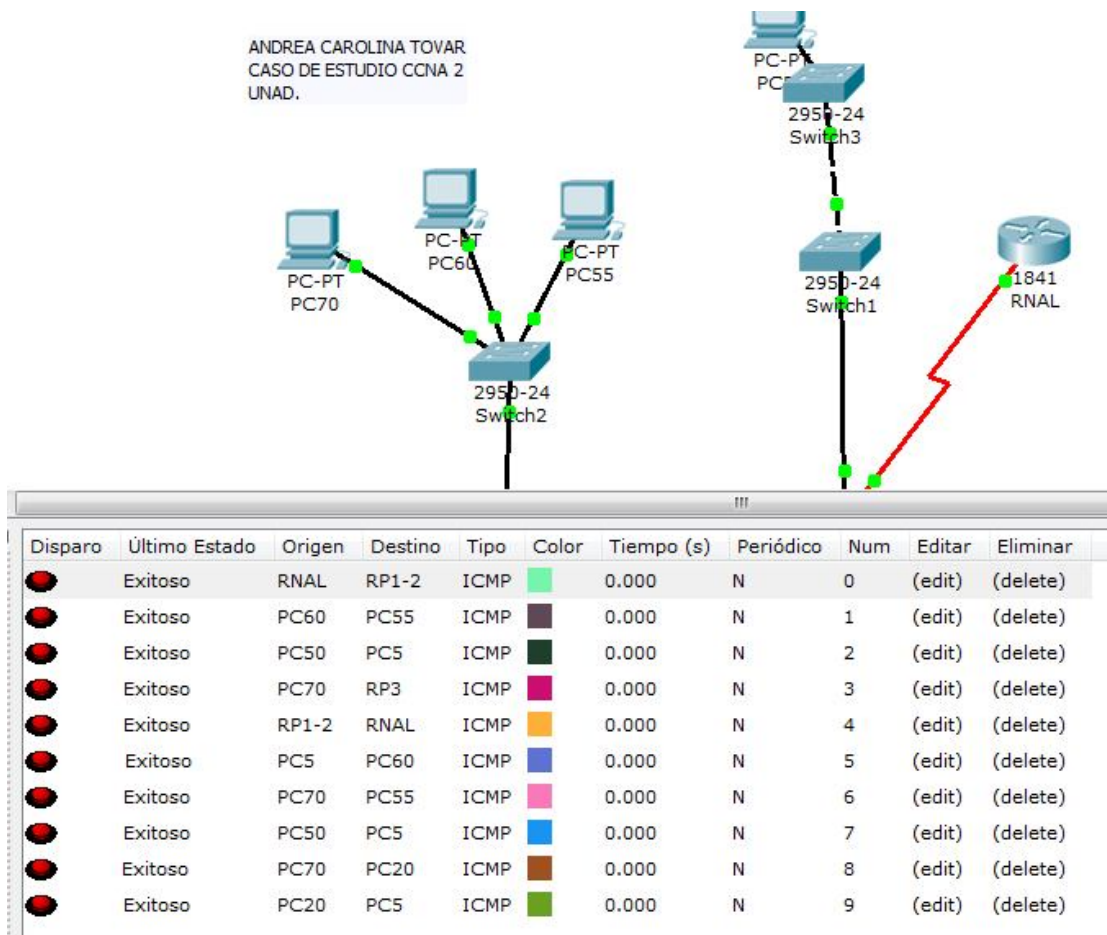 ANDREA CAROLINA TOVAR
CASO DE ESTUDIO CCNA 2
UNAD.
PC-PT
2950-24
Switch3
PC-PT
PC60
PC-PT
PC55
PC-PT
PC70
2950-24
Switch1
1841
RNAL
2950-24
Switch2
Disparo Último Estado Origen Destino Tipo Color Tiempo (s) Periódico Num Editar Eliminar
Exitoso RNAL RP1-2 ICMP 0.000 N 0 (edit) (delete)
Exitoso PC60 PC55 ICMP 0.000 N 1 (edit) (delete)
Exitoso PC50 PC5 ICMP 0.000 N 2 (edit) (delete)
Exitoso PC70 RP3 ICMP 0.000 N 3 (edit) (delete)
Exitoso RP1-2 RNAL ICMP 0.000 N 4 (edit) (delete)
Exitoso PC5 PC60 ICMP 0.000 N 5 (edit) (delete)
Exitoso PC70 PC55 ICMP 0.000 N 6 (edit) (delete)
Exitoso PC50 PC5 ICMP 0.000 N 7 (edit) (delete)
Exitoso PC70 PC20 ICMP 0.000 N 8 (edit) (delete)
Exitoso PC20 PC5 ICMP 0.000 N 9 (edit) (delete)